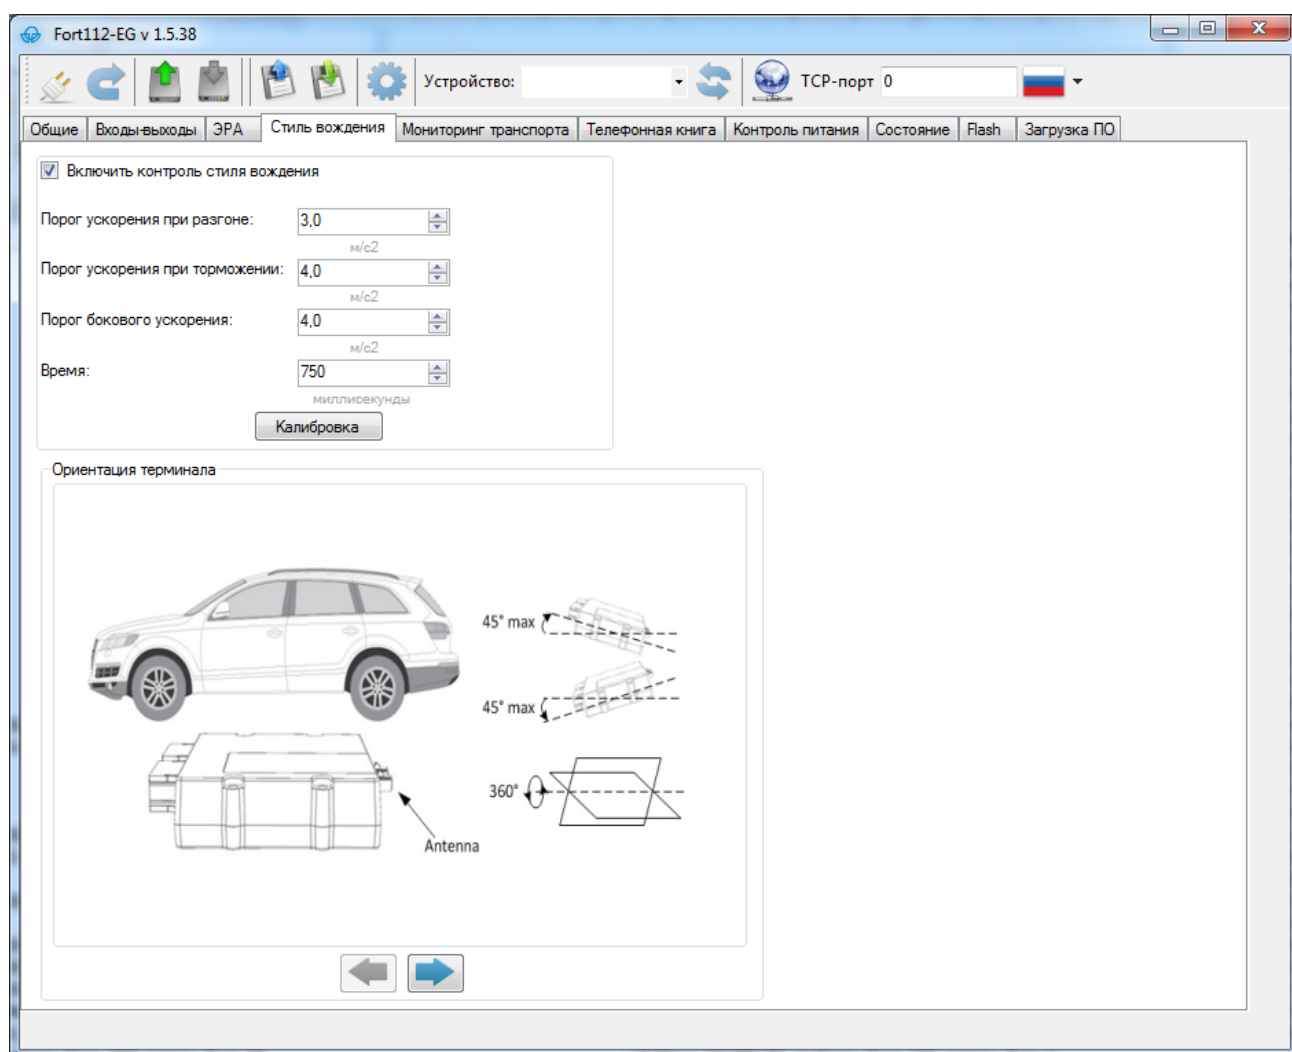 Fort112-EG v 1.5.38
Устройство: TCP-порт 0
Общие Входы-выходы ЭРА Стиль вождения Мониторинг транспорта Телефонная книга Контроль питания Состояние Flash Загрузка ПО
Включить контроль стиля вождения
Порог ускорения при разгоне: 3,0
м/с2
Порог ускорения при торможении: 4,0
м/с2
Порог бокового ускорения: 4,0
м/с2
Время: 750
миллисекунды
Калибровка
Ориентация терминала
45° max
45° max
360°
Antenna